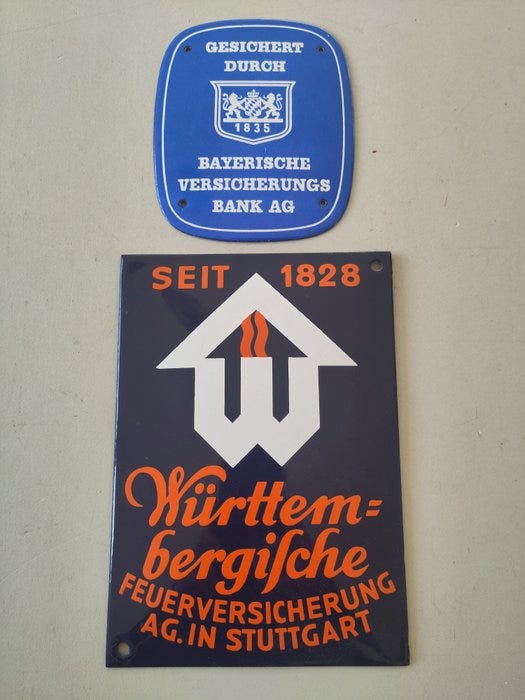 GESICHERT
DURCH
1835
BAYERISCHE
VERSICHERUNGS
BANK AG
SEIT 1828
W
Württem=
bergiſche
FEUERVERSICHERUNG
AG. IN STUTTGART